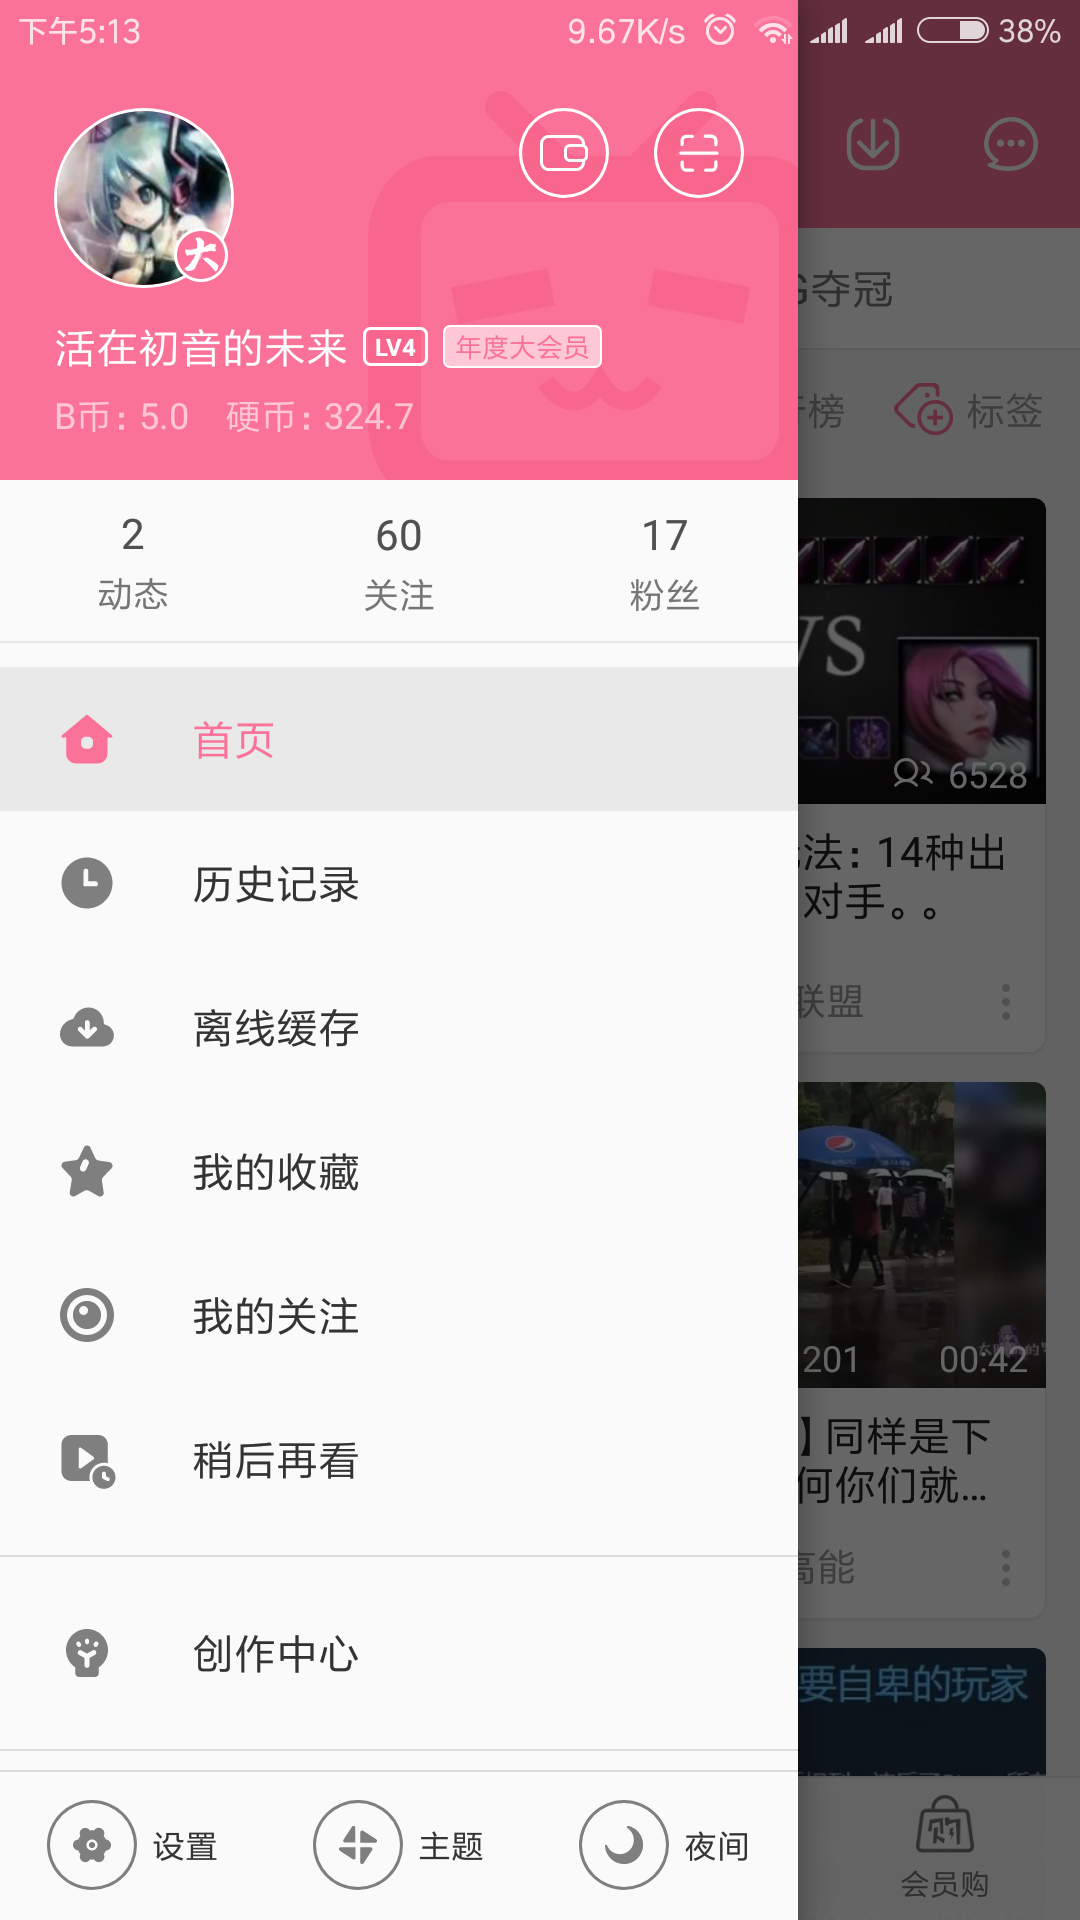 下午5:13
9.67K/s
38%
大
活在初音的未来 LV4 年度大会员
B币: 5.0 硬币: 324.7
2 60 17
动态 关注 粉丝
首页
历史记录
离线缓存
我的收藏
我的关注
稍后再看
创作中心
设置 主题 夜间
G夺冠
榜 标签
VS
6528
法: 14种出
对手。。
联盟
201 00:42
】同样是下
何你们就...
高能
要自卑的玩家
会员购